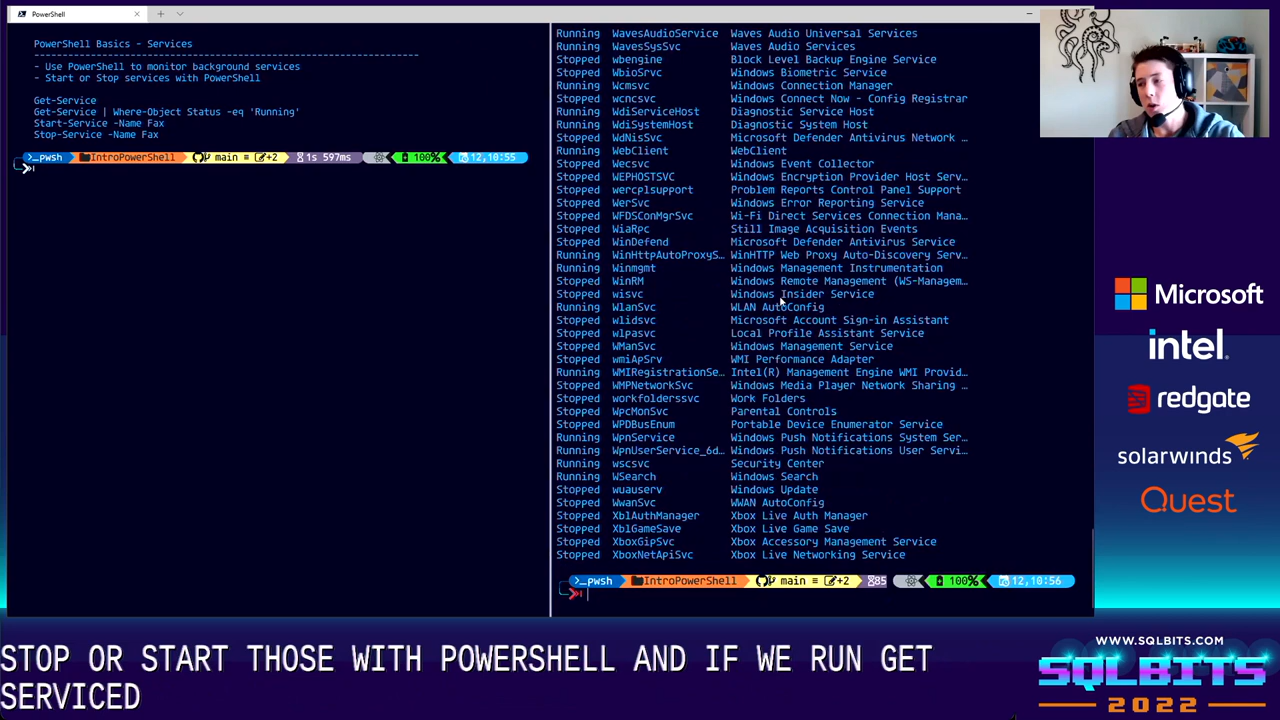 PowerShell
PowerShell Basics - Services
- Use PowerShell to monitor background services
- Start or Stop services with PowerShell
Get-Service
Get-Service | Where-Object Status -eq 'Running'
Start-Service -Name Fax
Stop-Service -Name Fax
>_pwsh IntroPowerShell main ≡ +2 1s 597ms 100% 12,10:55
Running WavesAudioService Waves Audio Universal Services
Running WavesSysSvc Waves Audio Services
Stopped wbengine Block Level Backup Engine Service
Stopped WbioSrvc Windows Biometric Service
Running Wcmsvc Windows Connection Manager
Stopped wcncsvc Windows Connect Now - Config Registrar
Running WdiServiceHost Diagnostic Service Host
Running WdiSystemHost Diagnostic System Host
Stopped WdNisSvc Microsoft Defender Antivirus Network …
Running WebClient WebClient
Stopped Wecsvc Windows Event Collector
Stopped WEPHOSTSVC Windows Encryption Provider Host Serv…
Stopped wercplsupport Problem Reports Control Panel Support
Stopped WerSvc Windows Error Reporting Service
Stopped WFDSConMgrSvc Wi-Fi Direct Services Connection Mana…
Stopped WiaRpc Still Image Acquisition Events
Stopped WinDefend Microsoft Defender Antivirus Service
Running WinHttpAutoProxyS… WinHTTP Web Proxy Auto-Discovery Serv…
Running Winmgmt Windows Management Instrumentation
Stopped WinRM Windows Remote Management (WS-Managem…
Stopped wisvc Windows Insider Service
Running WlanSvc WLAN AutoConfig
Stopped wlidsvc Microsoft Account Sign-in Assistant
Stopped wlpasvc Local Profile Assistant Service
Stopped WManSvc Windows Management Service
Stopped wmiApSrv WMI Performance Adapter
Running WMIRegistrationSe… Intel(R) Management Engine WMI Provid…
Stopped WMPNetworkSvc Windows Media Player Network Sharing …
Stopped workfolderssvc Work Folders
Stopped WpcMonSvc Parental Controls
Stopped WPDBusEnum Portable Device Enumerator Service
Running WpnService Windows Push Notifications System Ser…
Running WpnUserService_6d… Windows Push Notifications User Servi…
Running wscsvc Security Center
Running WSearch Windows Search
Stopped wuauserv Windows Update
Stopped WwanSvc WWAN AutoConfig
Stopped XblAuthManager Xbox Live Auth Manager
Stopped XblGameSave Xbox Live Game Save
Stopped XboxGipSvc Xbox Accessory Management Service
Stopped XboxNetApiSvc Xbox Live Networking Service
>_pwsh IntroPowerShell main ≡ +2 85 100% 12,10:56
Microsoft
intel.
redgate
solarwinds
Quest
STOP OR START THOSE WITH POWERSHELL AND IF WE RUN GET
SERVICED
WWW.SQLBITS.COM
SQLBITS
2022